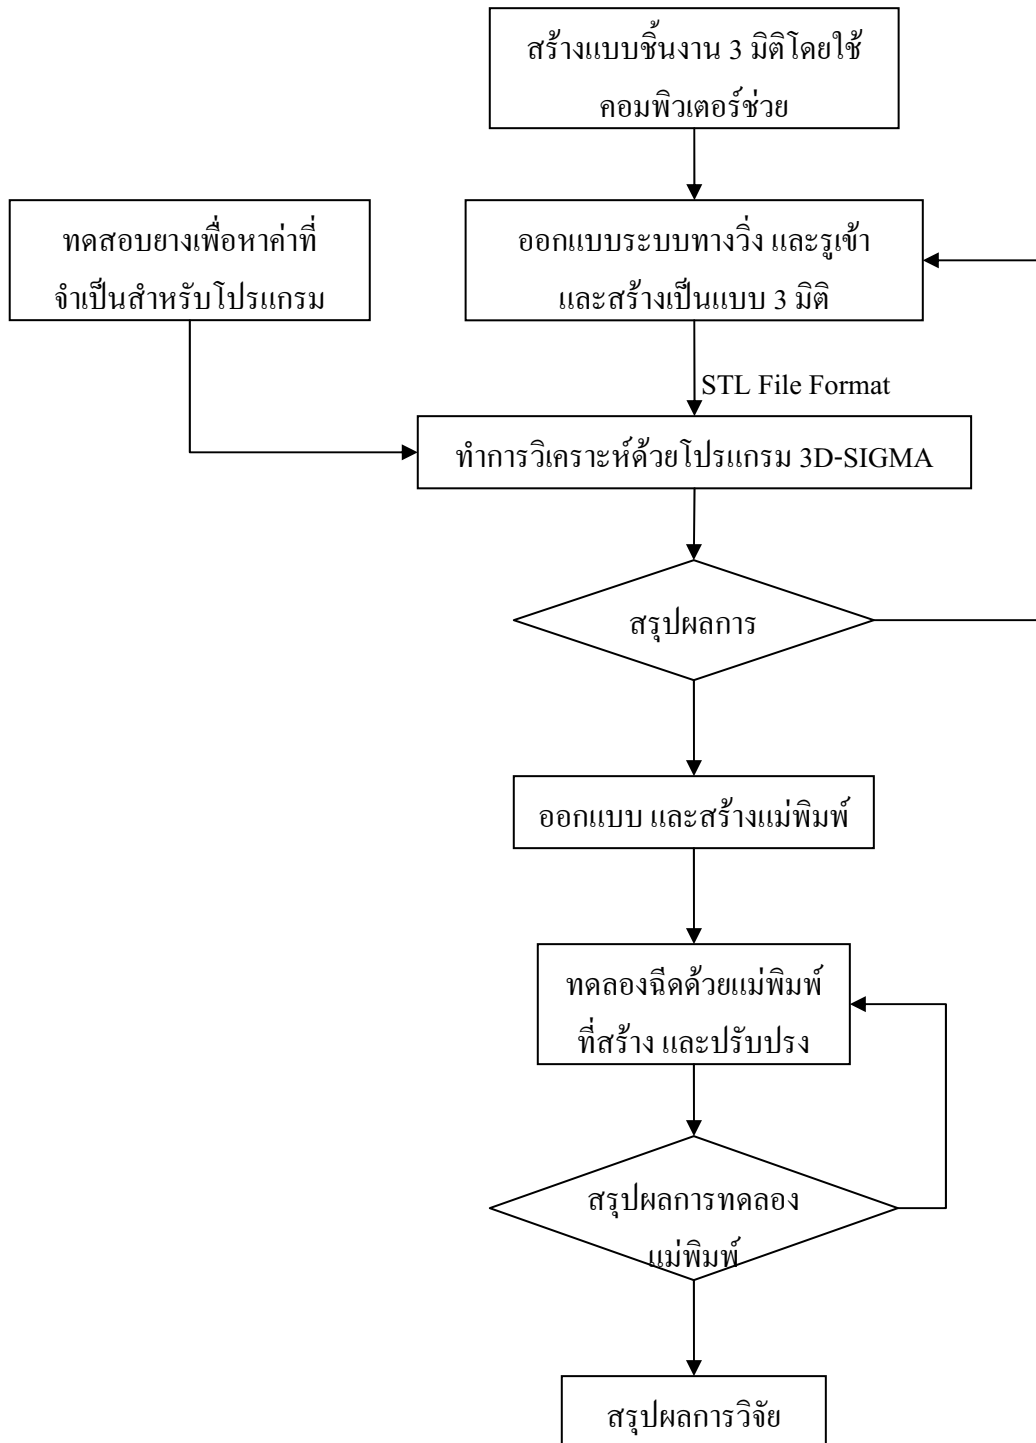 สร้างแบบชิ้นงาน 3 มิติโดยใช้
คอมพิวเตอร์ช่วย
ทดสอบยางเพื่อหาค่าที่
จำเป็นสำหรับโปรแกรม
ออกแบบระบบทางวิ่ง และรูเข้า
และสร้างเป็นแบบ 3 มิติ
STL File Format
ทำการวิเคราะห์ด้วยโปรแกรม 3D-SIGMA
สรุปผลการ
ออกแบบ และสร้างแม่พิมพ์
ทดลองฉีดด้วยแม่พิมพ์
ที่สร้าง และปรับปรง
สรุปผลการทดลอง
แม่พิมพ์
สรุปผลการวิจัย